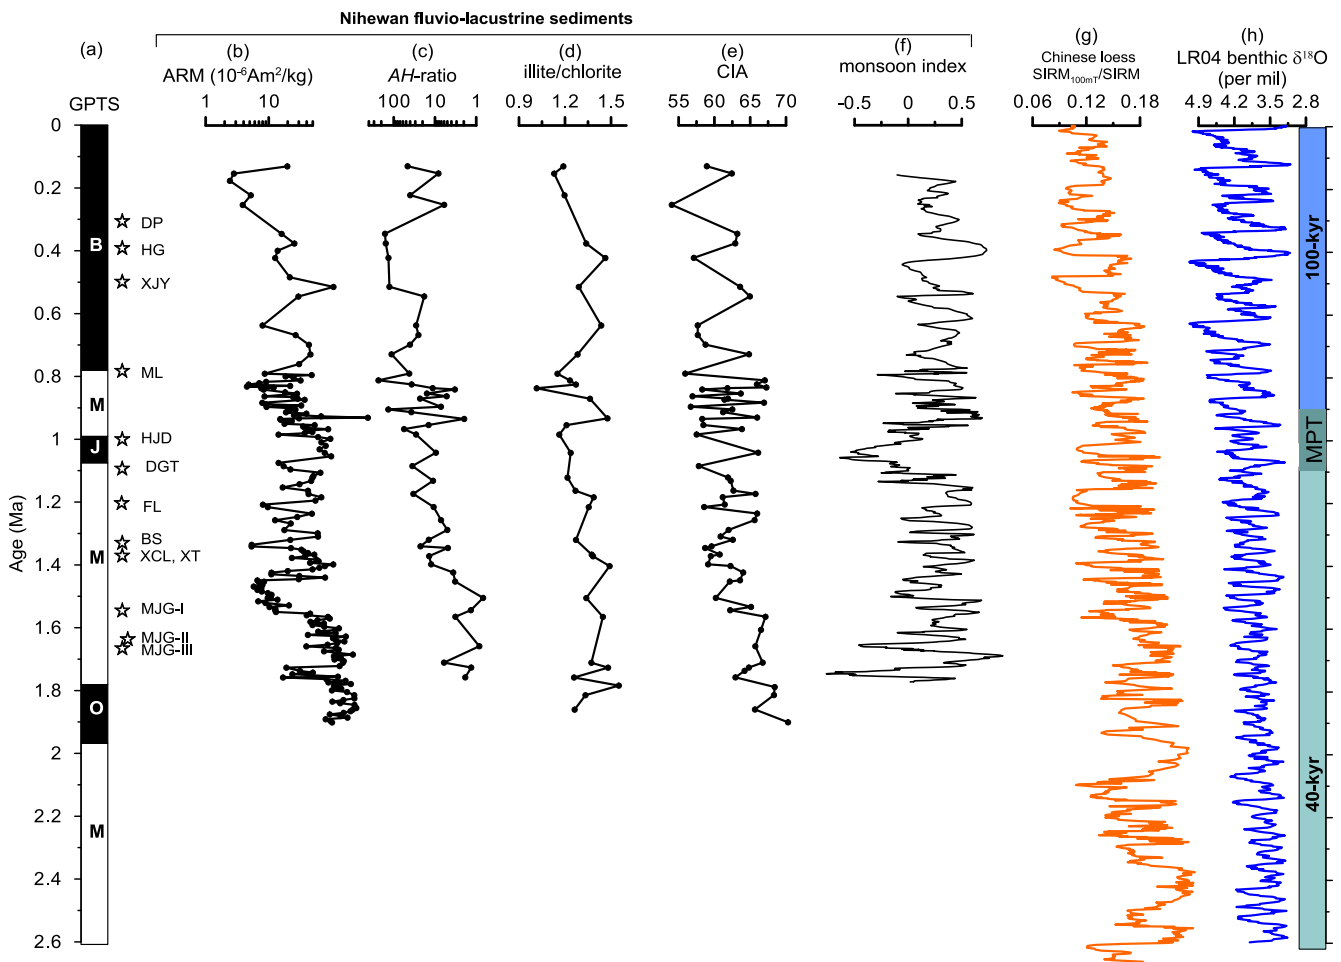 Nihewan fluvio-lacustrine sediments
(a)
(b)
(c)
(d)
(e)
(f)
(g)
(h)
ARM (10⁻⁶Am²/kg)
AH-ratio
illite/chlorite
CIA
monsoon index
Chinese loess
SIRM₁₀₀mT/SIRM
LR04 benthic δ¹⁸O
(per mil)
GPTS
1 10
100 10 1
0.9 1.2 1.5
55 60 65 70
-0.5 0 0.5
0.06 0.12 0.18
4.9 4.2 3.5 2.8
Age (Ma)
0
0.2
0.4
0.6
0.8
1
1.2
1.4
1.6
1.8
2
2.2
2.4
2.6
B
M
J
M
O
M
DP
HG
XJY
ML
HJD
DGT
FL
BS
XCL, XT
MJG-I
MJG-II
MJG-III
100-kyr
MPT
40-kyr